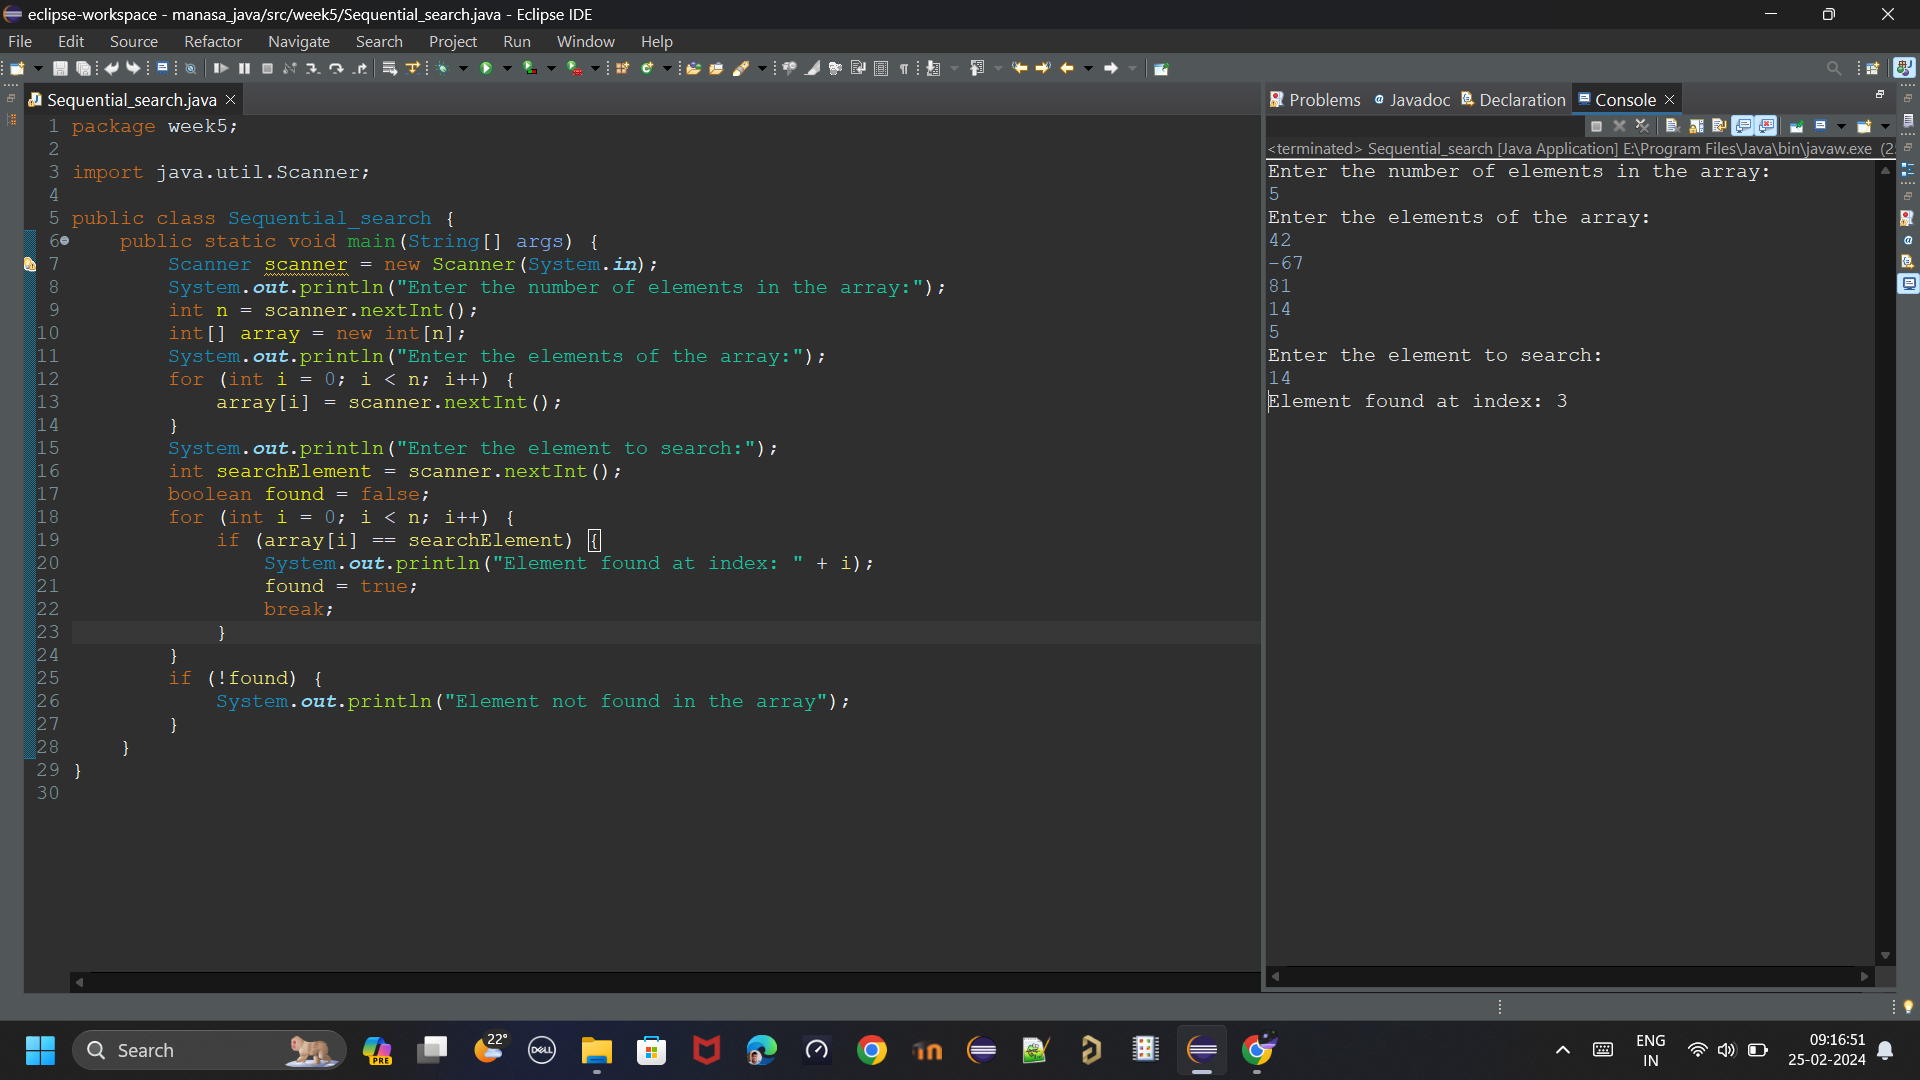 eclipse-workspace - manasa_java/src/week5/Sequential_search.java - Eclipse IDE
File Edit Source Refactor Navigate Search Project Run Window Help
Sequential_search.java
1 package week5;
2
3 import java.util.Scanner;
4
5 public class Sequential_search {
6 public static void main(String[] args) {
7 Scanner scanner = new Scanner(System.in);
8 System.out.println("Enter the number of elements in the array:");
9 int n = scanner.nextInt();
10 int[] array = new int[n];
11 System.out.println("Enter the elements of the array:");
12 for (int i = 0; i < n; i++) {
13 array[i] = scanner.nextInt();
14 }
15 System.out.println("Enter the element to search:");
16 int searchElement = scanner.nextInt();
17 boolean found = false;
18 for (int i = 0; i < n; i++) {
19 if (array[i] == searchElement) {
20 System.out.println("Element found at index: " + i);
21 found = true;
22 break;
23 }
24 }
25 if (!found) {
26 System.out.println("Element not found in the array");
27 }
28 }
29 }
30
Problems Javadoc Declaration Console
<terminated> Sequential_search [Java Application] E:\Program Files\Java\bin\javaw.exe (2
Enter the number of elements in the array:
5
Enter the elements of the array:
42
-67
81
14
5
Enter the element to search:
14
Element found at index: 3
Search
PRE
22°
DELL
ENG
IN
09:16:51
25-02-2024